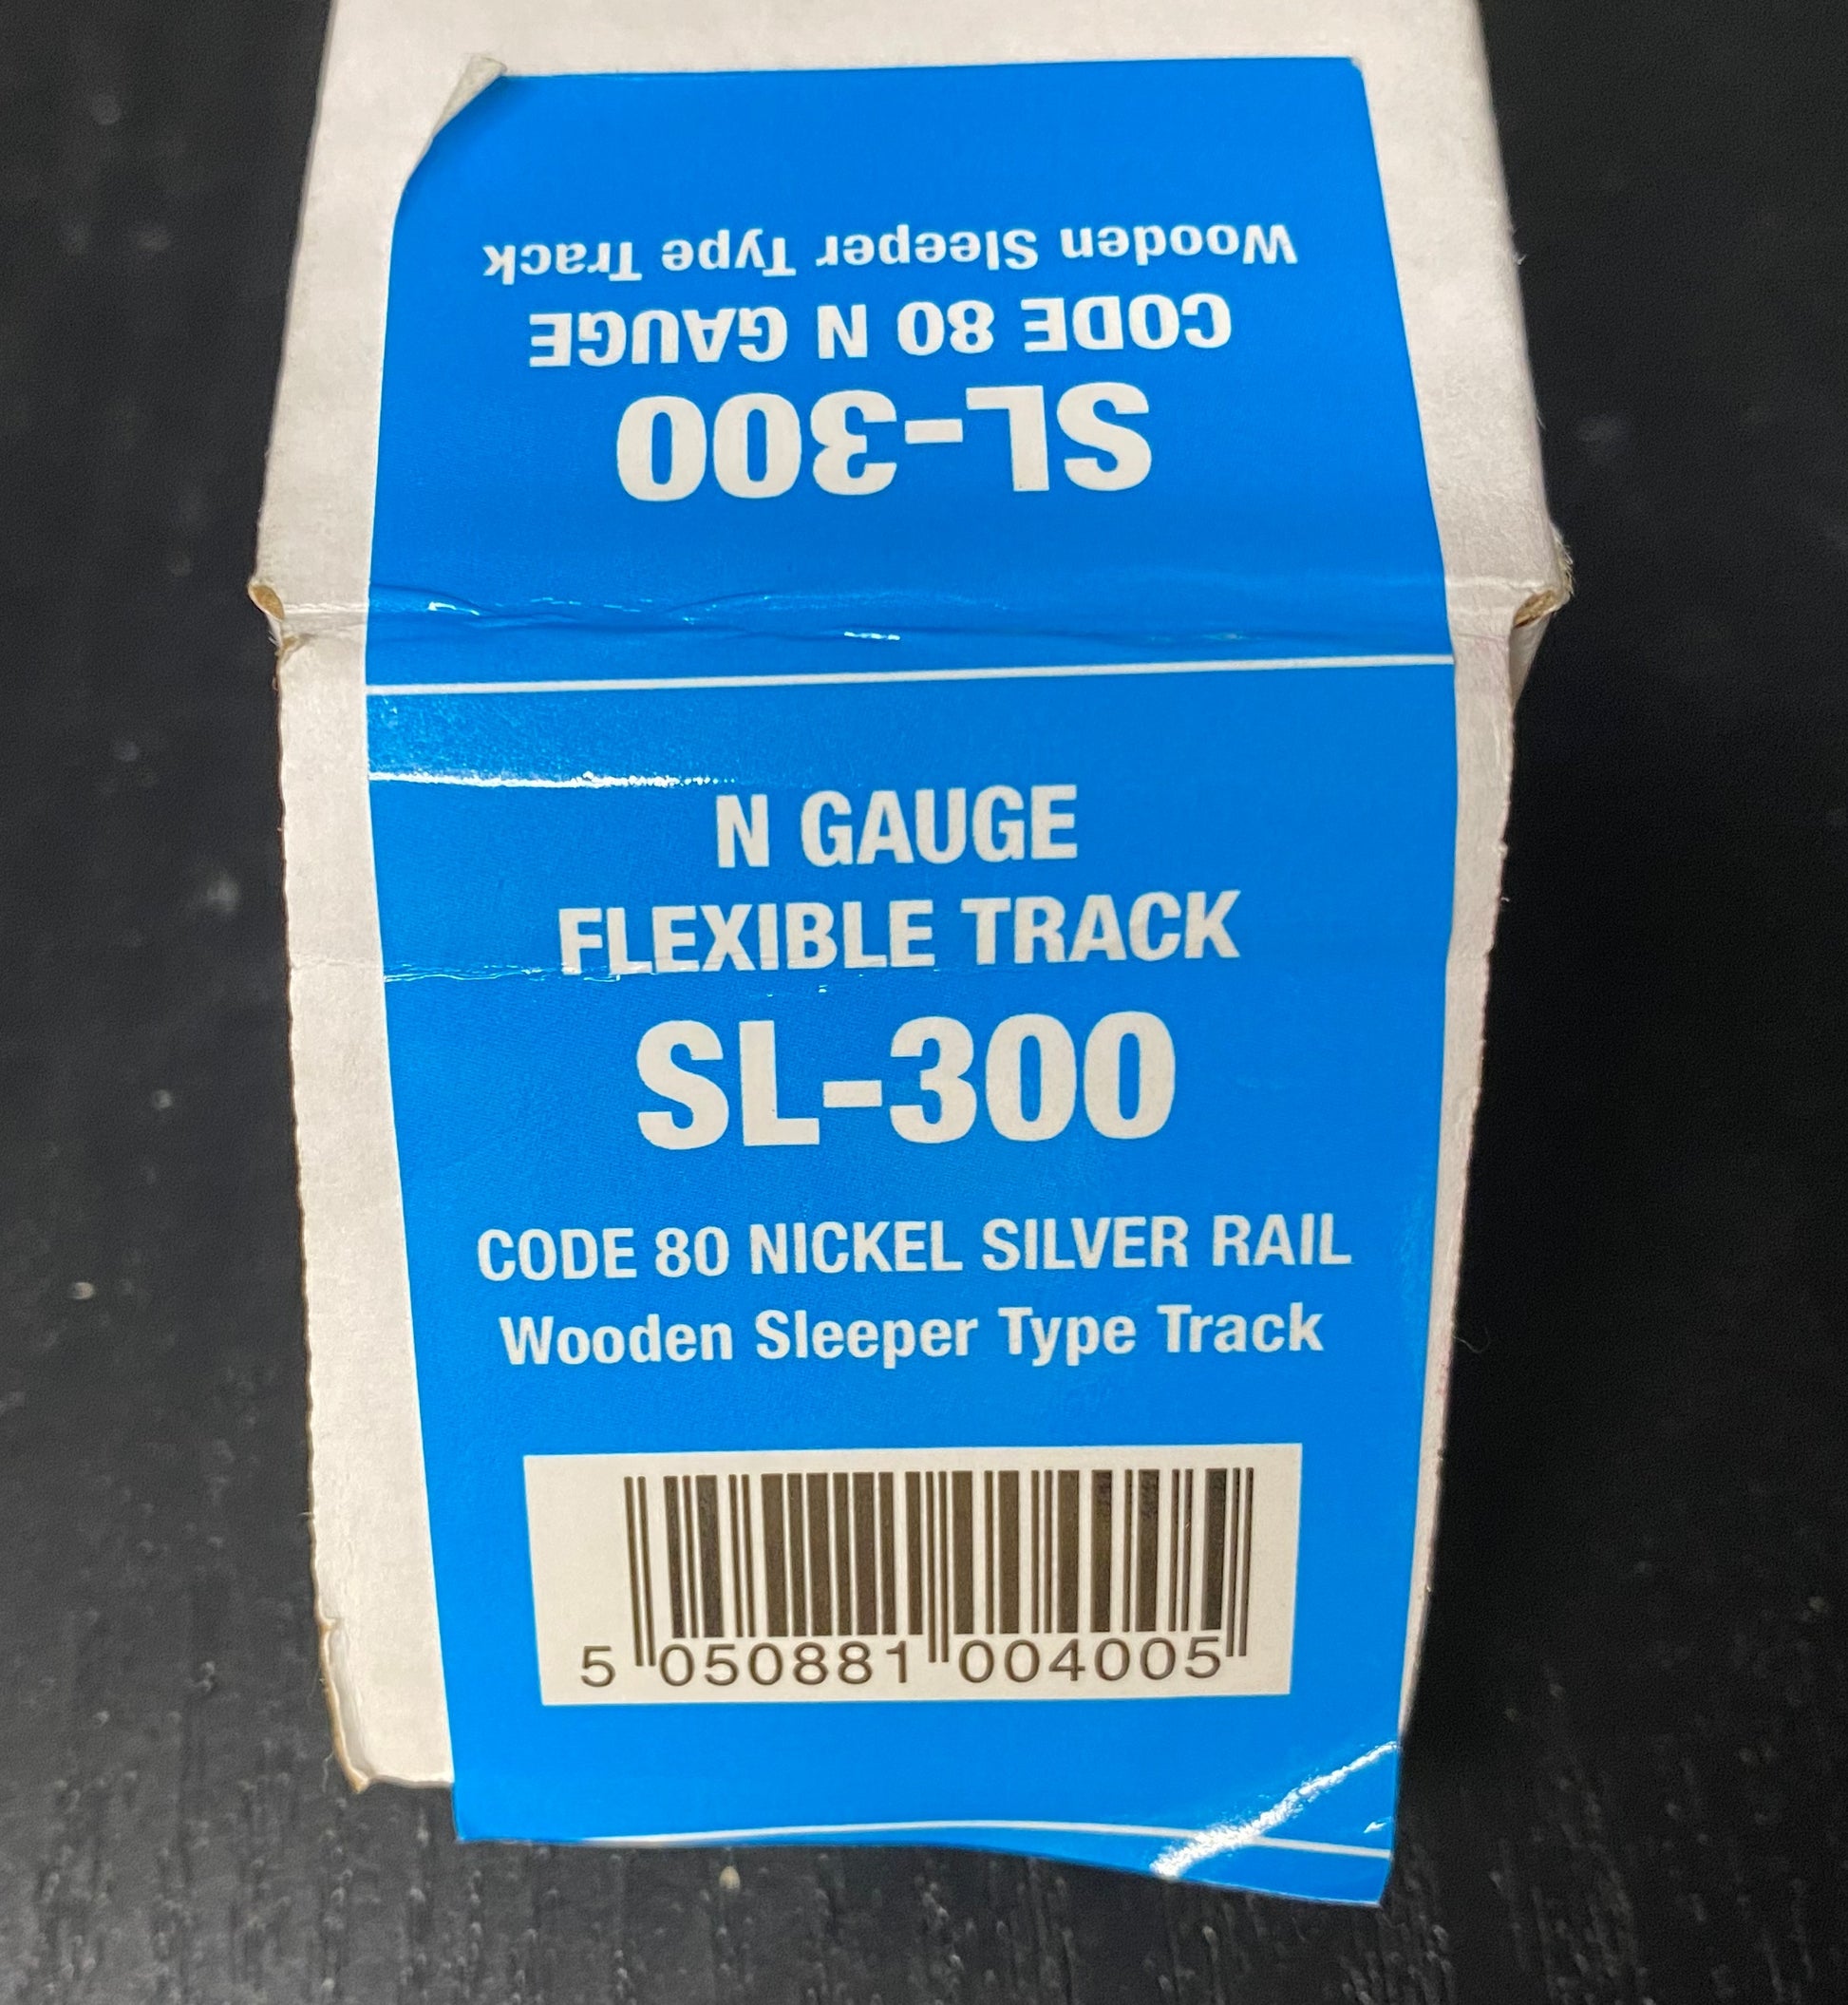 Wooden Sleeper Type Track
CODE 80 N GAUGE
SL-300
N GAUGE
FLEXIBLE TRACK
SL-300
CODE 80 NICKEL SILVER RAIL
Wooden Sleeper Type Track
5 050881 004005